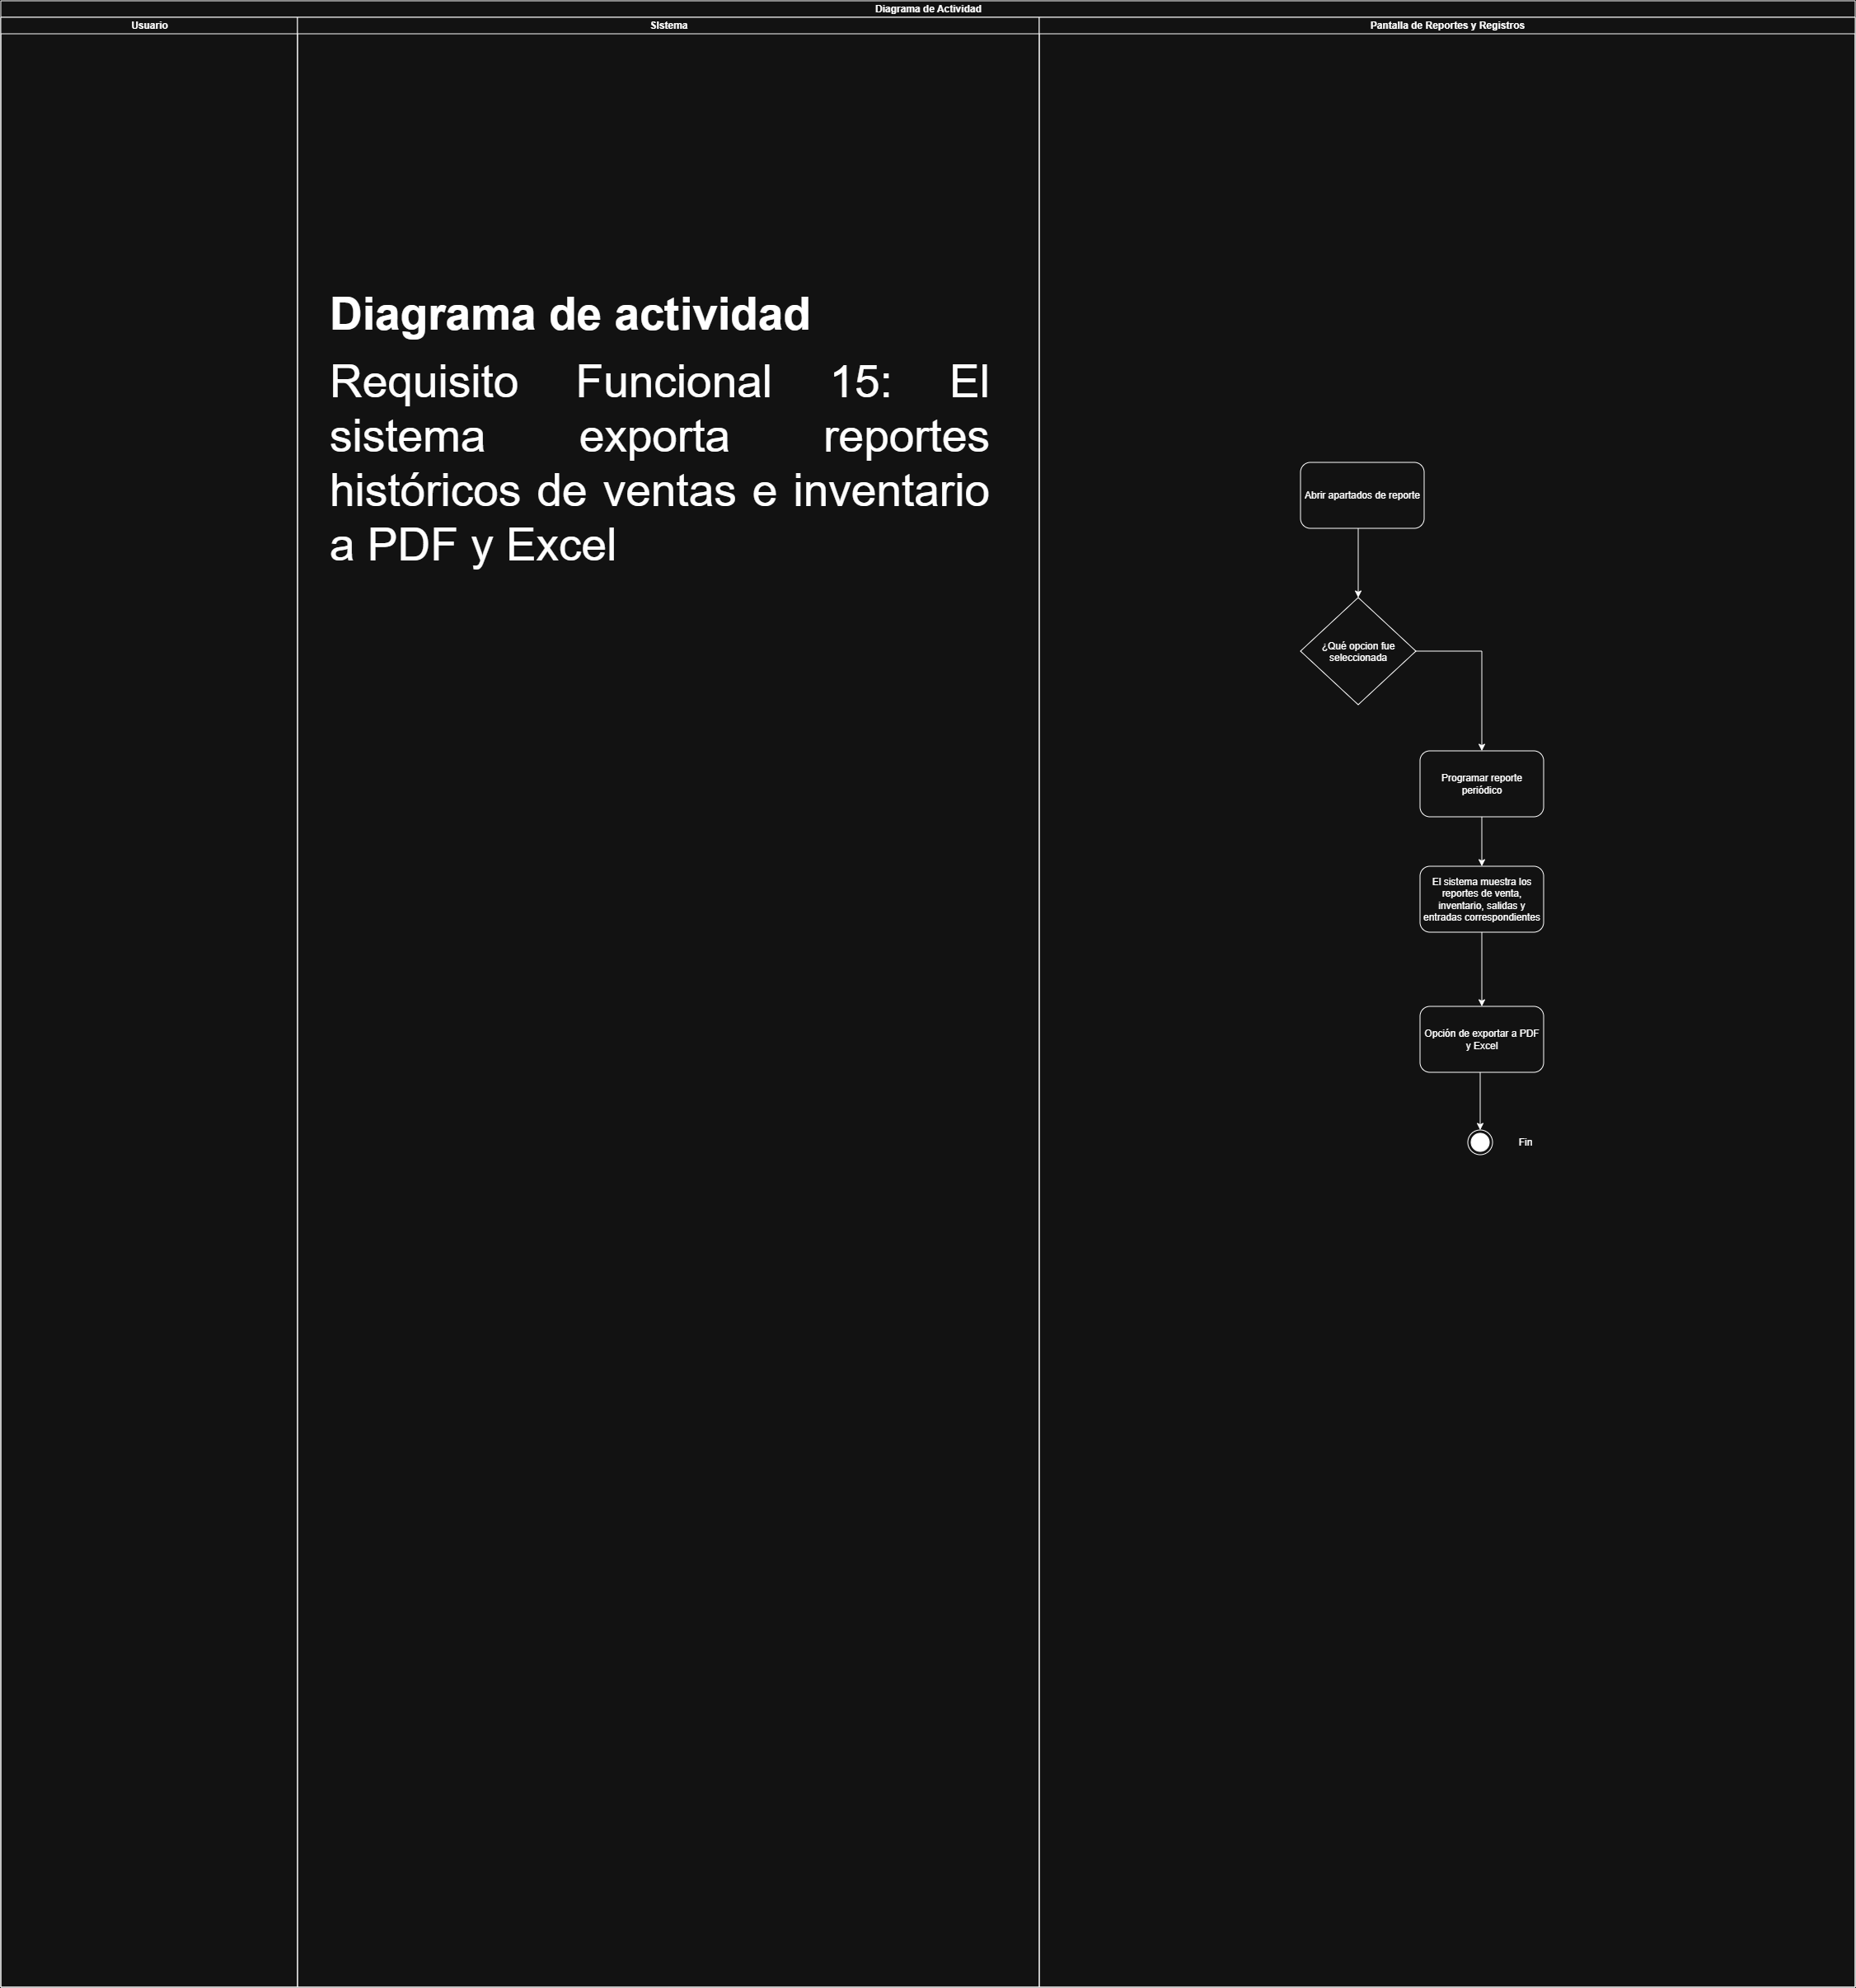 Diagrama de Actividad
Usuario
SIstema
Pantalla de Reportes y Registros
Diagrama de actividad
Requisito Funcional 15: El
sistema exporta reportes
históricos de ventas e inventario
a PDF y Excel
Abrir apartados de reporte
¿Qué opcion fue
seleccionada
Programar reporte
periódico
El sistema muestra los
reportes de venta,
inventario, salidas y
entradas correspondientes
Opción de exportar a PDF
y Excel
Fin